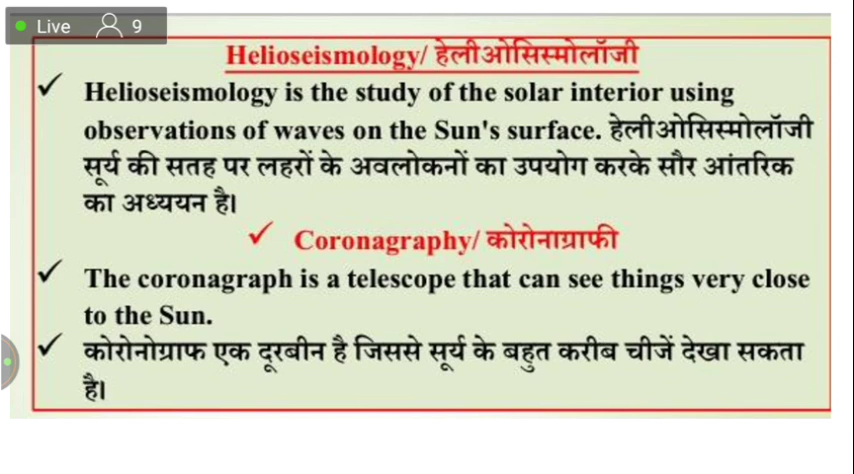 Live 9
Helioseismology/ हेलीओसिस्मोलॉजी
✓ Helioseismology is the study of the solar interior using
observations of waves on the Sun's surface. हेलीओसिस्मोलॉजी
सूर्य की सतह पर लहरों के अवलोकनों का उपयोग करके सौर आंतरिक
का अध्ययन है।
✓ Coronagraphy/ कोरोनाग्राफी
✓ The coronagraph is a telescope that can see things very close
to the Sun.
✓ कोरोनोग्राफ एक दूरबीन है जिससे सूर्य के बहुत करीब चीजें देखा सकता
है।